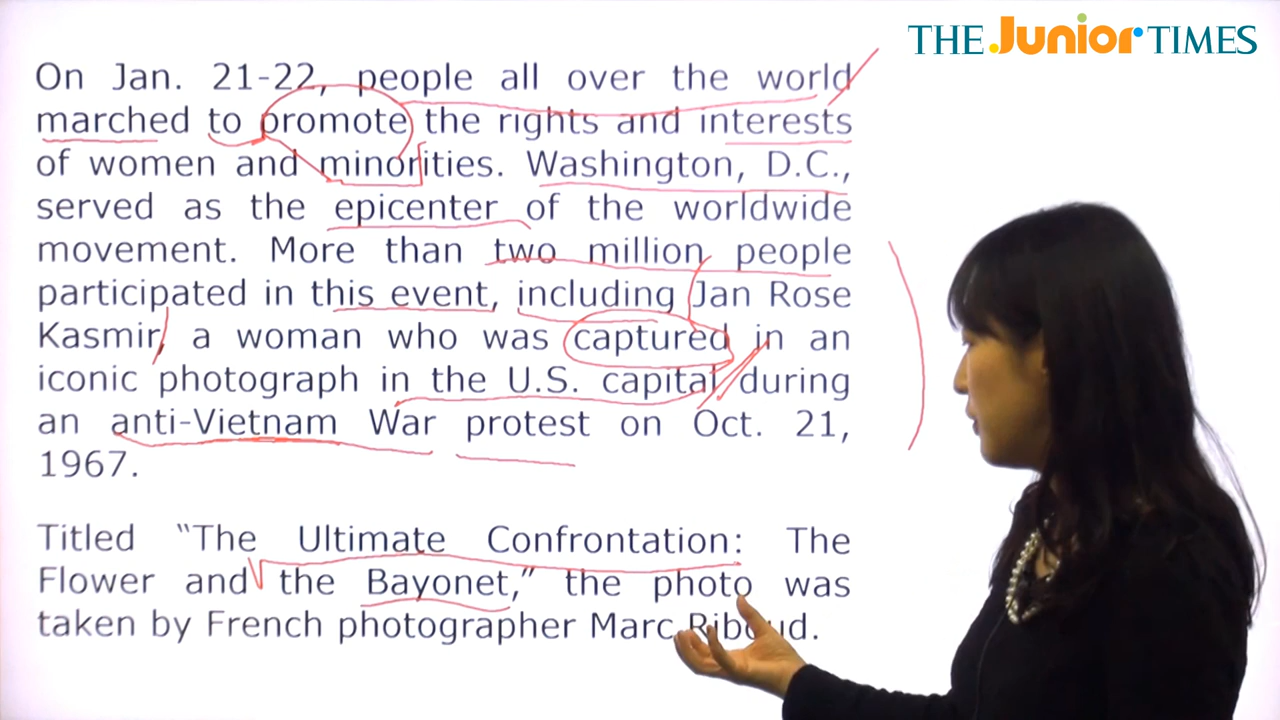 THE Junior TIMES
On Jan. 21-22, people all over the world
marched to promote the rights and interests
of women and minorities. Washington, D.C.,
served as the epicenter of the worldwide
movement. More than two million people
participated in this event, including Jan Rose
Kasmir, a woman who was captured in an
iconic photograph in the U.S. capital during
an anti-Vietnam War protest on Oct. 21,
1967.
Titled “The Ultimate Confrontation: The
Flower and the Bayonet,” the photo was
taken by French photographer Marc Riboud.